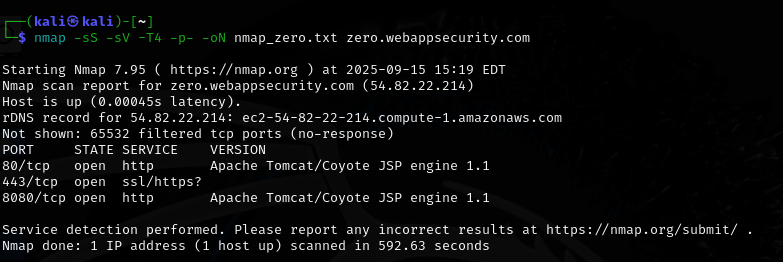 ┌──(kali㉿kali)-[~]
└─$ nmap -sS -sV -T4 -p- -oN nmap_zero.txt zero.webappsecurity.com
Starting Nmap 7.95 ( https://nmap.org ) at 2025-09-15 15:19 EDT
Nmap scan report for zero.webappsecurity.com (54.82.22.214)
Host is up (0.00045s latency).
rDNS record for 54.82.22.214: ec2-54-82-22-214.compute-1.amazonaws.com
Not shown: 65532 filtered tcp ports (no-response)
PORT     STATE SERVICE    VERSION
80/tcp   open  http       Apache Tomcat/Coyote JSP engine 1.1
443/tcp  open  ssl/https?
8080/tcp open  http       Apache Tomcat/Coyote JSP engine 1.1
Service detection performed. Please report any incorrect results at https://nmap.org/submit/ .
Nmap done: 1 IP address (1 host up) scanned in 592.63 seconds